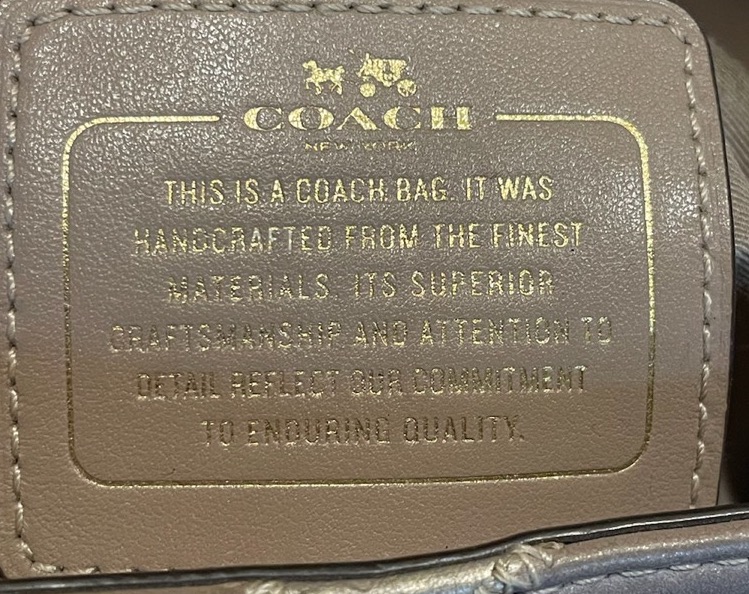 COACH
NEW YORK
THIS IS A COACH BAG. IT WAS
HANDCRAFTED FROM THE FINEST
MATERIALS. ITS SUPERIOR
CRAFTSMANSHIP AND ATTENTION TO
DETAIL REFLECT OUR COMMITMENT
TO ENDURING QUALITY.